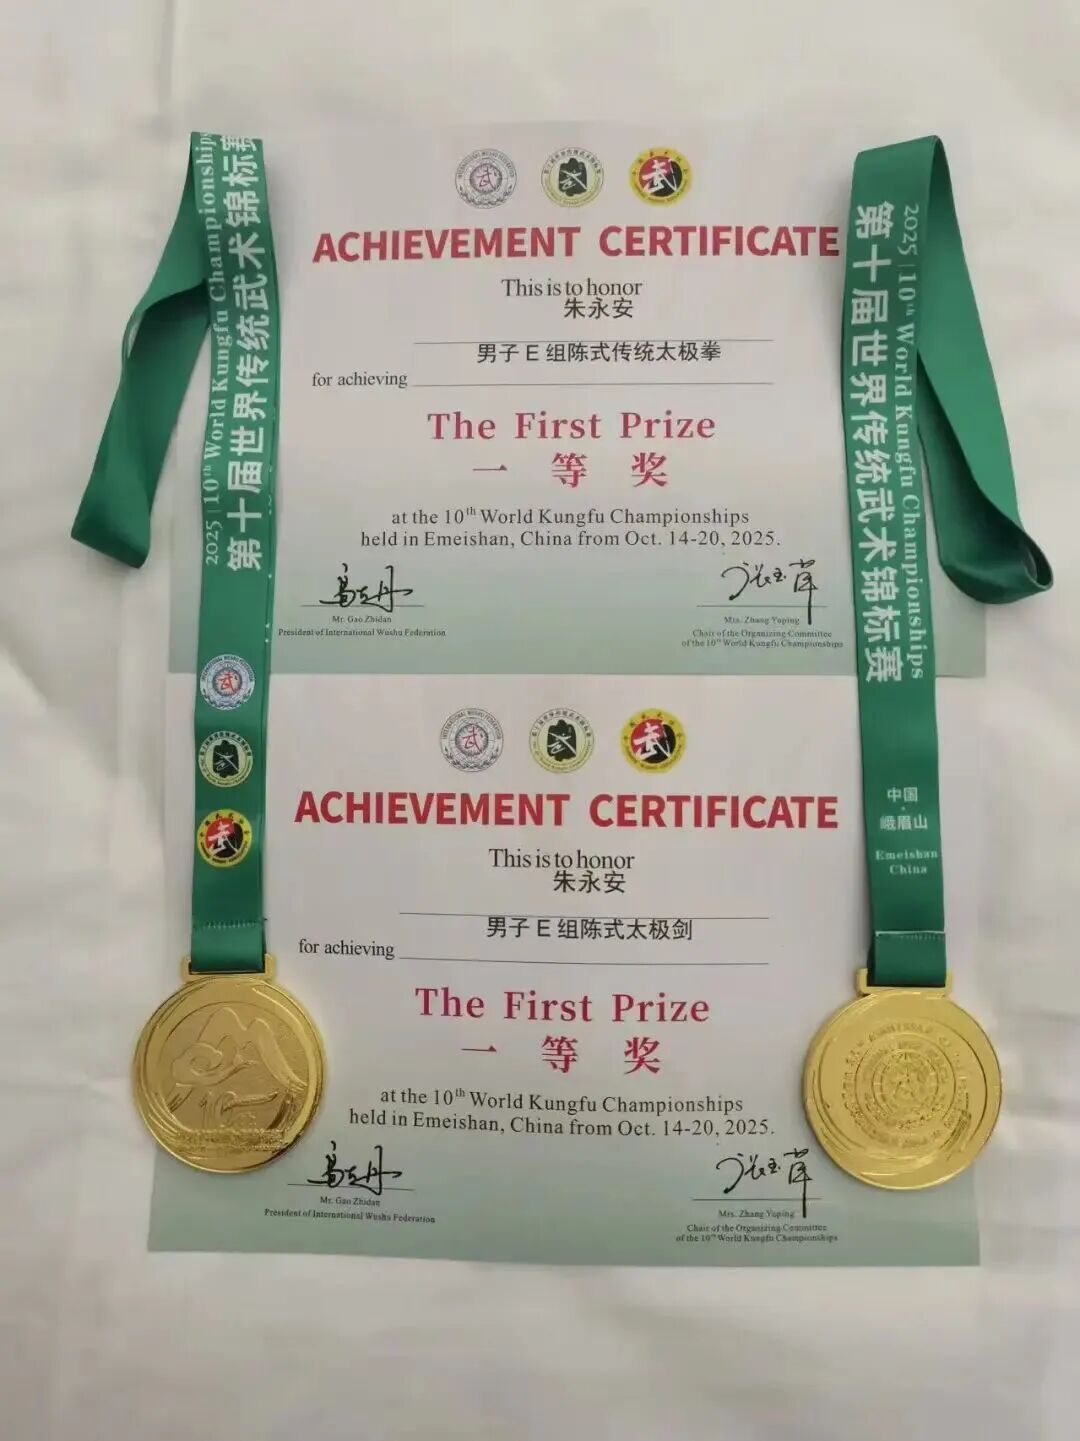 ACHIEVEMENT CERTIFICATE
This is to honor
朱永安
男子 E 组陈式传统太极拳
for achieving
The First Prize
一 等 奖
at the 10th World Kungfu Championships
held in Emeishan, China from Oct. 14-20, 2025.
Mr. Gao Zhidan
President of International Wushu Federation
Mrs. Zhang Yuping
Chair of the Organizing Committee
of the 10th World Kungfu Championships
ACHIEVEMENT CERTIFICATE
This is to honor
朱永安
男子 E 组陈式太极剑
for achieving
The First Prize
一 等 奖
at the 10th World Kungfu Championships
held in Emeishan, China from Oct. 14-20, 2025.
Mr. Gao Zhidan
President of International Wushu Federation
Mrs. Zhang Yuping
Chair of the Organizing Committee
of the 10th World Kungfu Championships
2025 | 10th World Kungfu Championships
第十届世界传统武术锦标赛
2025 | 10th World Kungfu Championships
第十届世界传统武术锦标赛
中国
·
峨眉山
Emeishan
China